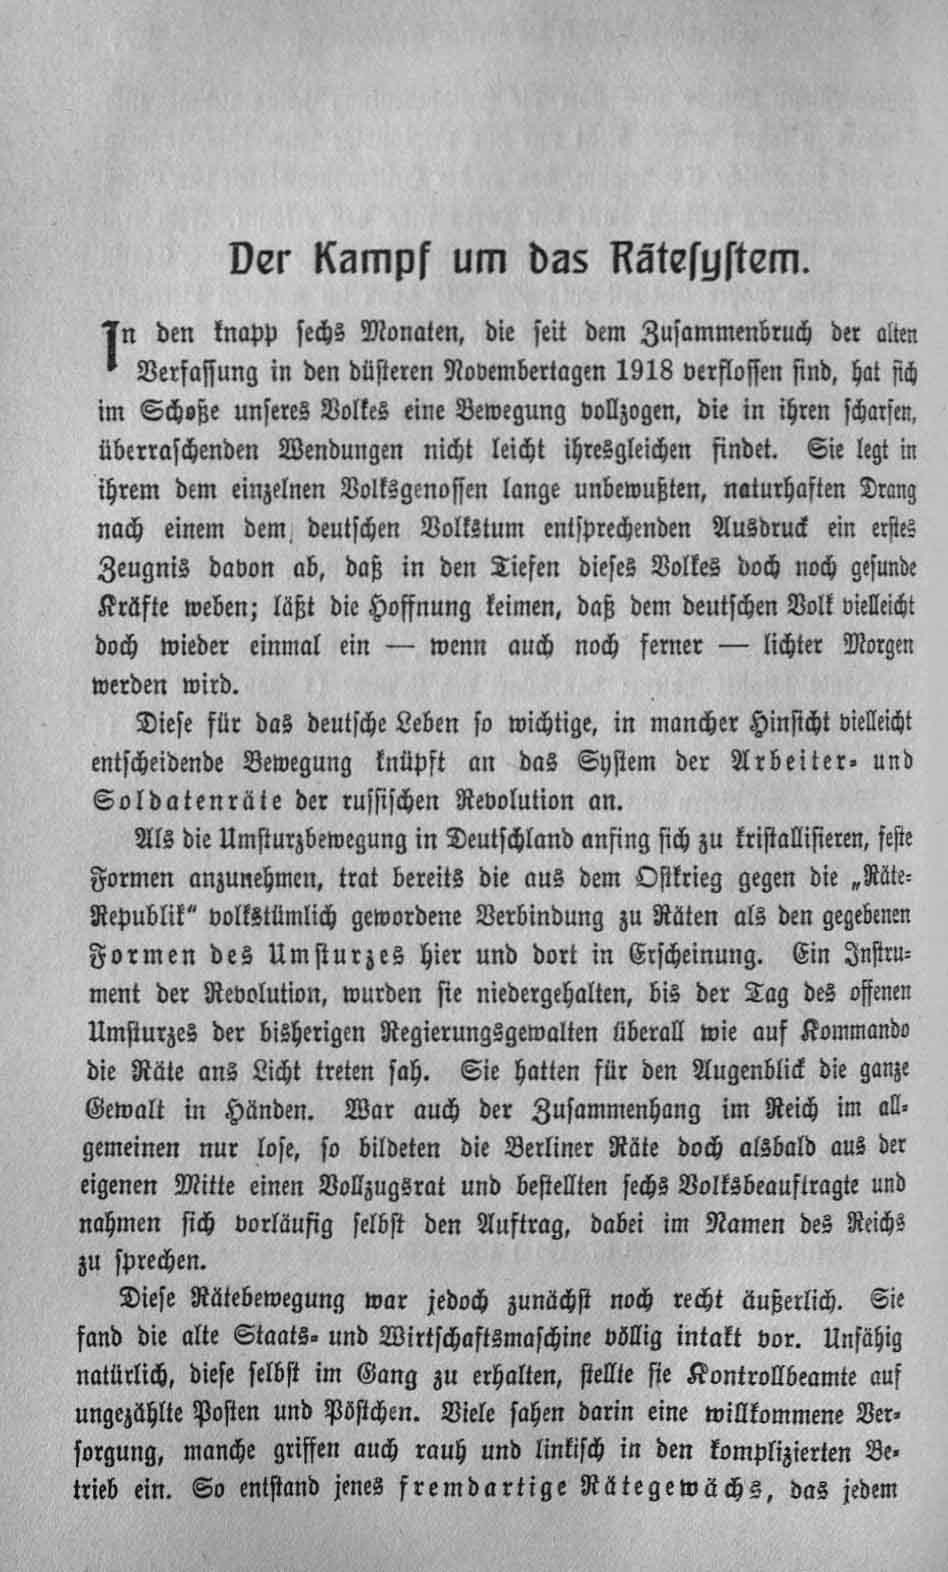 Der Kampf um das Rätesystem.
In den knapp sechs Monaten, die seit dem Zusammenbruch der alten
Verfassung in den düsteren Novembertagen 1918 verflossen sind, hat sich
im Schoße unseres Volkes eine Bewegung vollzogen, die in ihren scharfen,
überraschenden Wendungen nicht leicht ihresgleichen findet. Sie legt in
ihrem dem einzelnen Volksgenossen lange unbewußten, naturhaften Drang
nach einem dem deutschen Volkstum entsprechenden Ausdruck ein erstes
Zeugnis davon ab, daß in den Tiefen dieses Volkes doch noch gesunde
Kräfte weben; läßt die Hoffnung keimen, daß dem deutschen Volk vielleicht
doch wieder einmal ein — wenn auch noch ferner — lichter Morgen
werden wird.
Diese für das deutsche Leben so wichtige, in mancher Hinsicht vielleicht
entscheidende Bewegung knüpft an das System der Arbeiter- und
Soldatenräte der russischen Revolution an.
Als die Umsturzbewegung in Deutschland anfing sich zu kristallisieren, feste
Formen anzunehmen, trat bereits die aus dem Ostkrieg gegen die „Räte-
Republik“ volkstümlich gewordene Verbindung zu Räten als den gegebenen
Formen des Umsturzes hier und dort in Erscheinung. Ein Instru-
ment der Revolution, wurden sie niedergehalten, bis der Tag des offenen
Umsturzes der bisherigen Regierungsgewalten überall wie auf Kommando
die Räte ans Licht treten sah. Sie hatten für den Augenblick die ganze
Gewalt in Händen. War auch der Zusammenhang im Reich im all-
gemeinen nur lose, so bildeten die Berliner Räte doch alsbald aus der
eigenen Mitte einen Vollzugsrat und bestellten sechs Volksbeauftragte und
nahmen sich vorläufig selbst den Auftrag, dabei im Namen des Reichs
zu sprechen.
Diese Rätebewegung war jedoch zunächst noch recht äußerlich. Sie
fand die alte Staats- und Wirtschaftsmaschine völlig intakt vor. Unfähig
natürlich, diese selbst im Gang zu erhalten, stellte sie Kontrollbeamte auf
ungezählte Posten und Pöstchen. Viele sahen darin eine willkommene Ver-
sorgung, manche griffen auch rauh und linkisch in den komplizierten Be-
trieb ein. So entstand jenes fremdartige Rätegewächs, das jedem